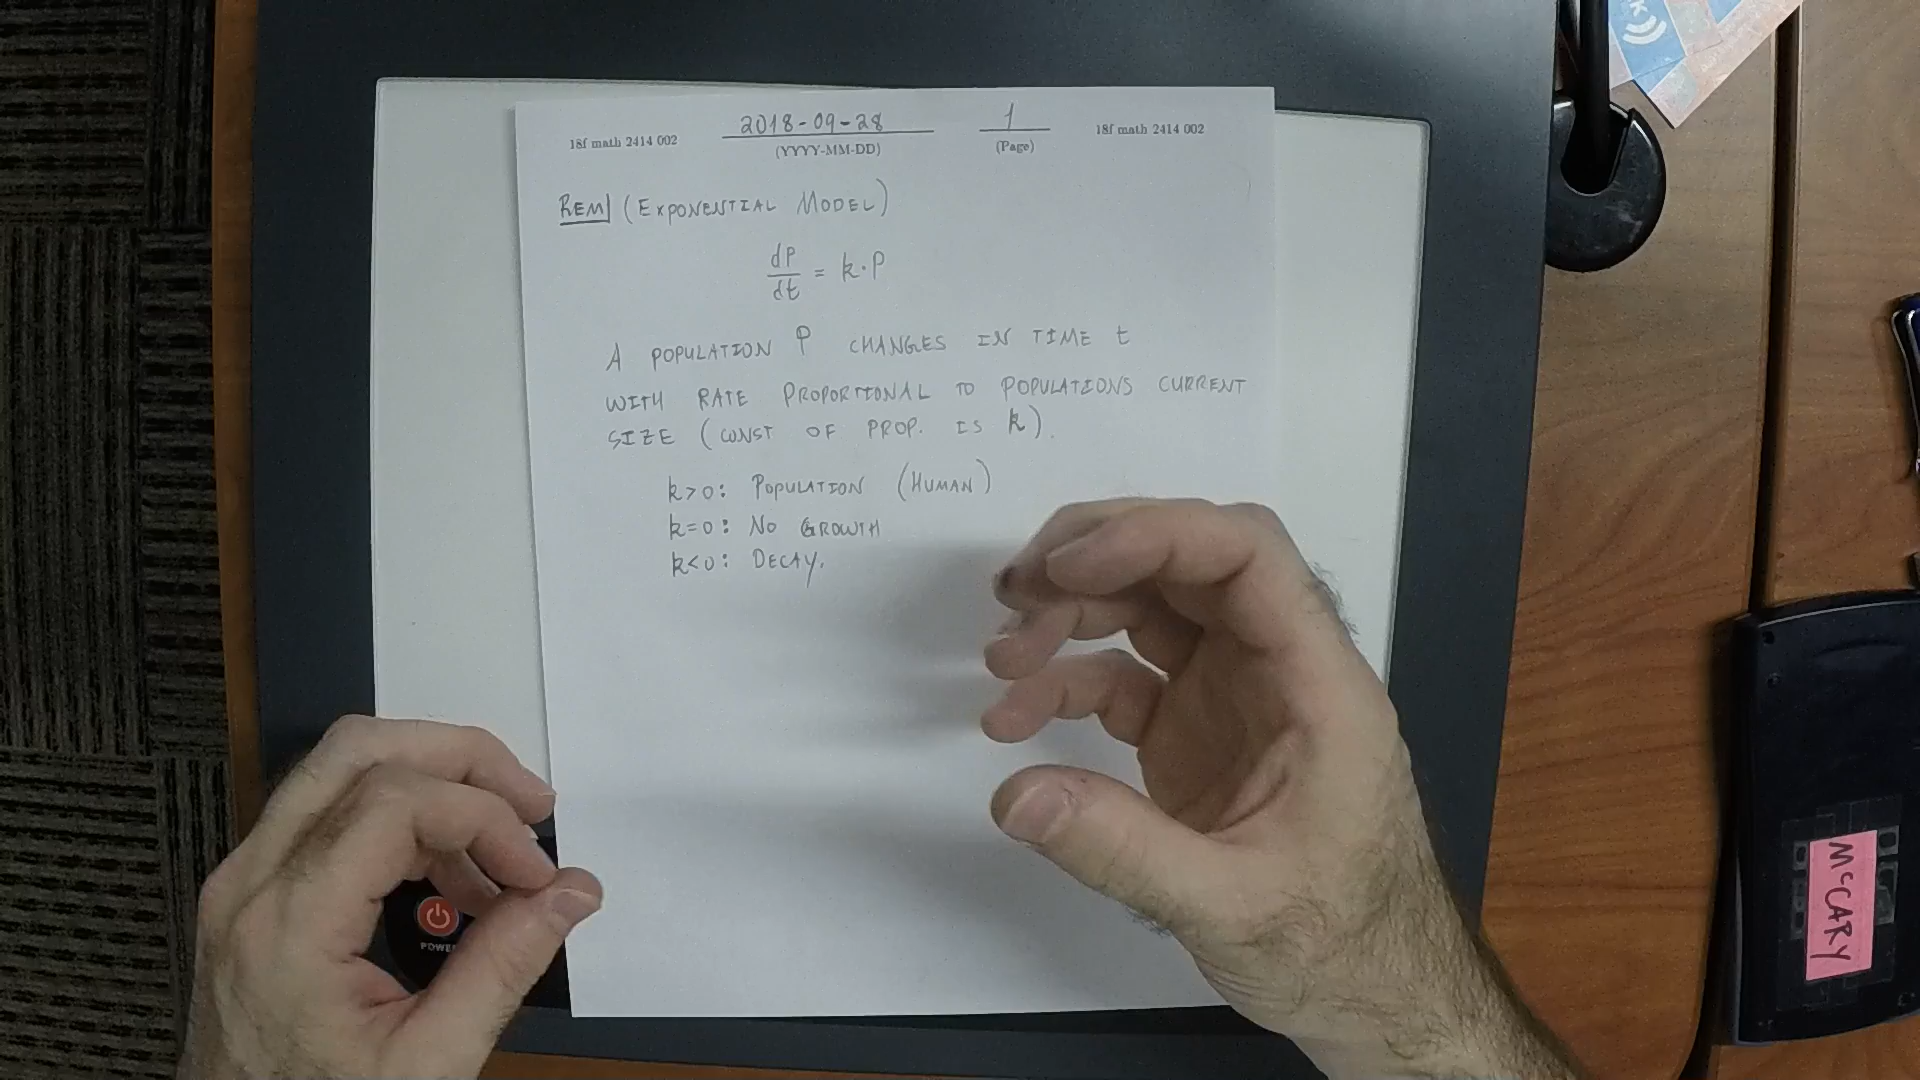 18f math 2414 002 2018-09-28 1 18f math 2414 002
(YYYY-MM-DD) (Page)
REM (EXPONENTIAL MODEL)
dP
dt = k·P
A POPULATION P CHANGES IN TIME t
WITH RATE PROPORTIONAL TO POPULATIONS CURRENT
SIZE (CONST OF PROP. IS k).
k>0: POPULATION (HUMAN)
k=0: NO GROWTH
k<0: DECAY.
POWE
McCARY